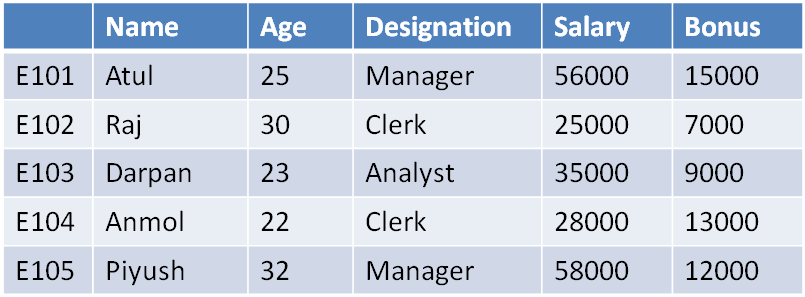 Name Age Designation Salary Bonus
E101 Atul 25 Manager 56000 15000
E102 Raj 30 Clerk 25000 7000
E103 Darpan 23 Analyst 35000 9000
E104 Anmol 22 Clerk 28000 13000
E105 Piyush 32 Manager 58000 12000